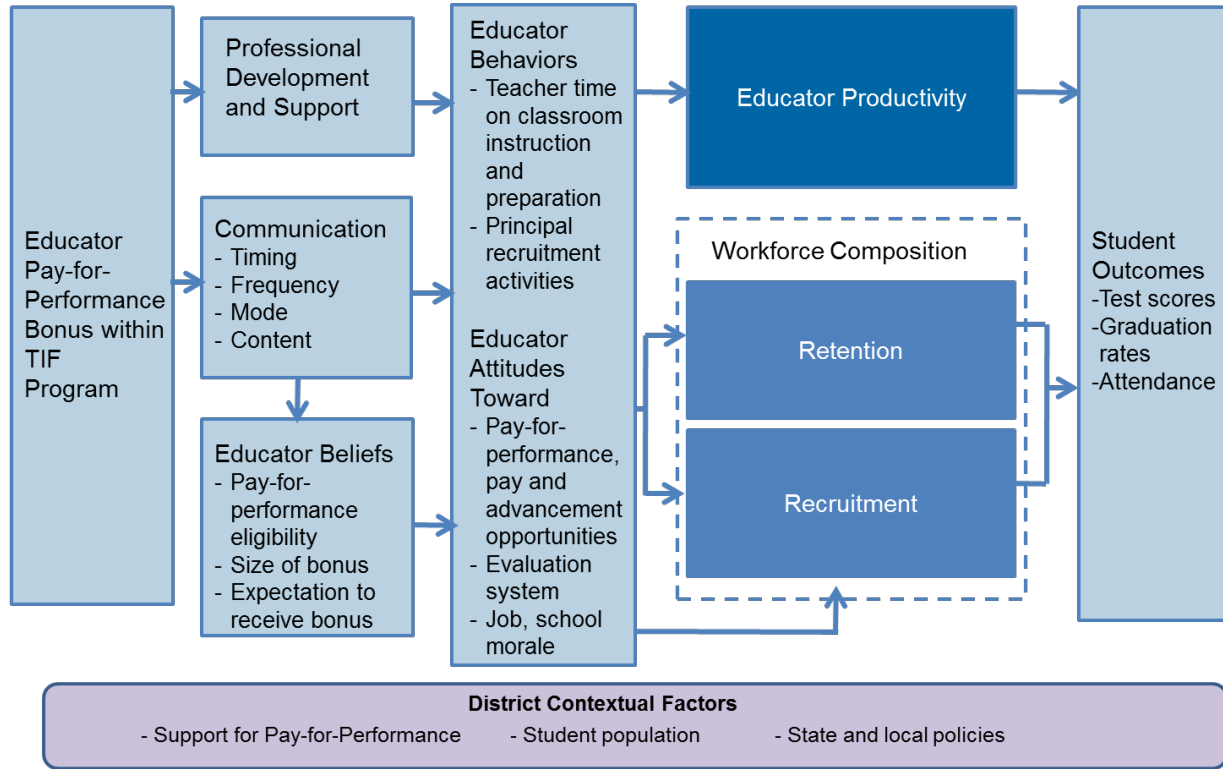 Educator
Pay-for-
Performance
Bonus within
TIF
Program
Professional
Development
and Support
Communication
- Timing
- Frequency
- Mode
- Content
Educator Beliefs
- Pay-for-
performance
eligibility
- Size of bonus
- Expectation to
receive bonus
Educator
Behaviors
- Teacher time
on classroom
instruction
and
preparation
- Principal
recruitment
activities
Educator
Attitudes
Toward
- Pay-for-
performance,
pay and
advancement
opportunities
- Evaluation
system
- Job, school
morale
Educator Productivity
Workforce Composition
Retention
Recruitment
Student
Outcomes
-Test scores
-Graduation
rates
-Attendance
District Contextual Factors
- Support for Pay-for-Performance - Student population - State and local policies